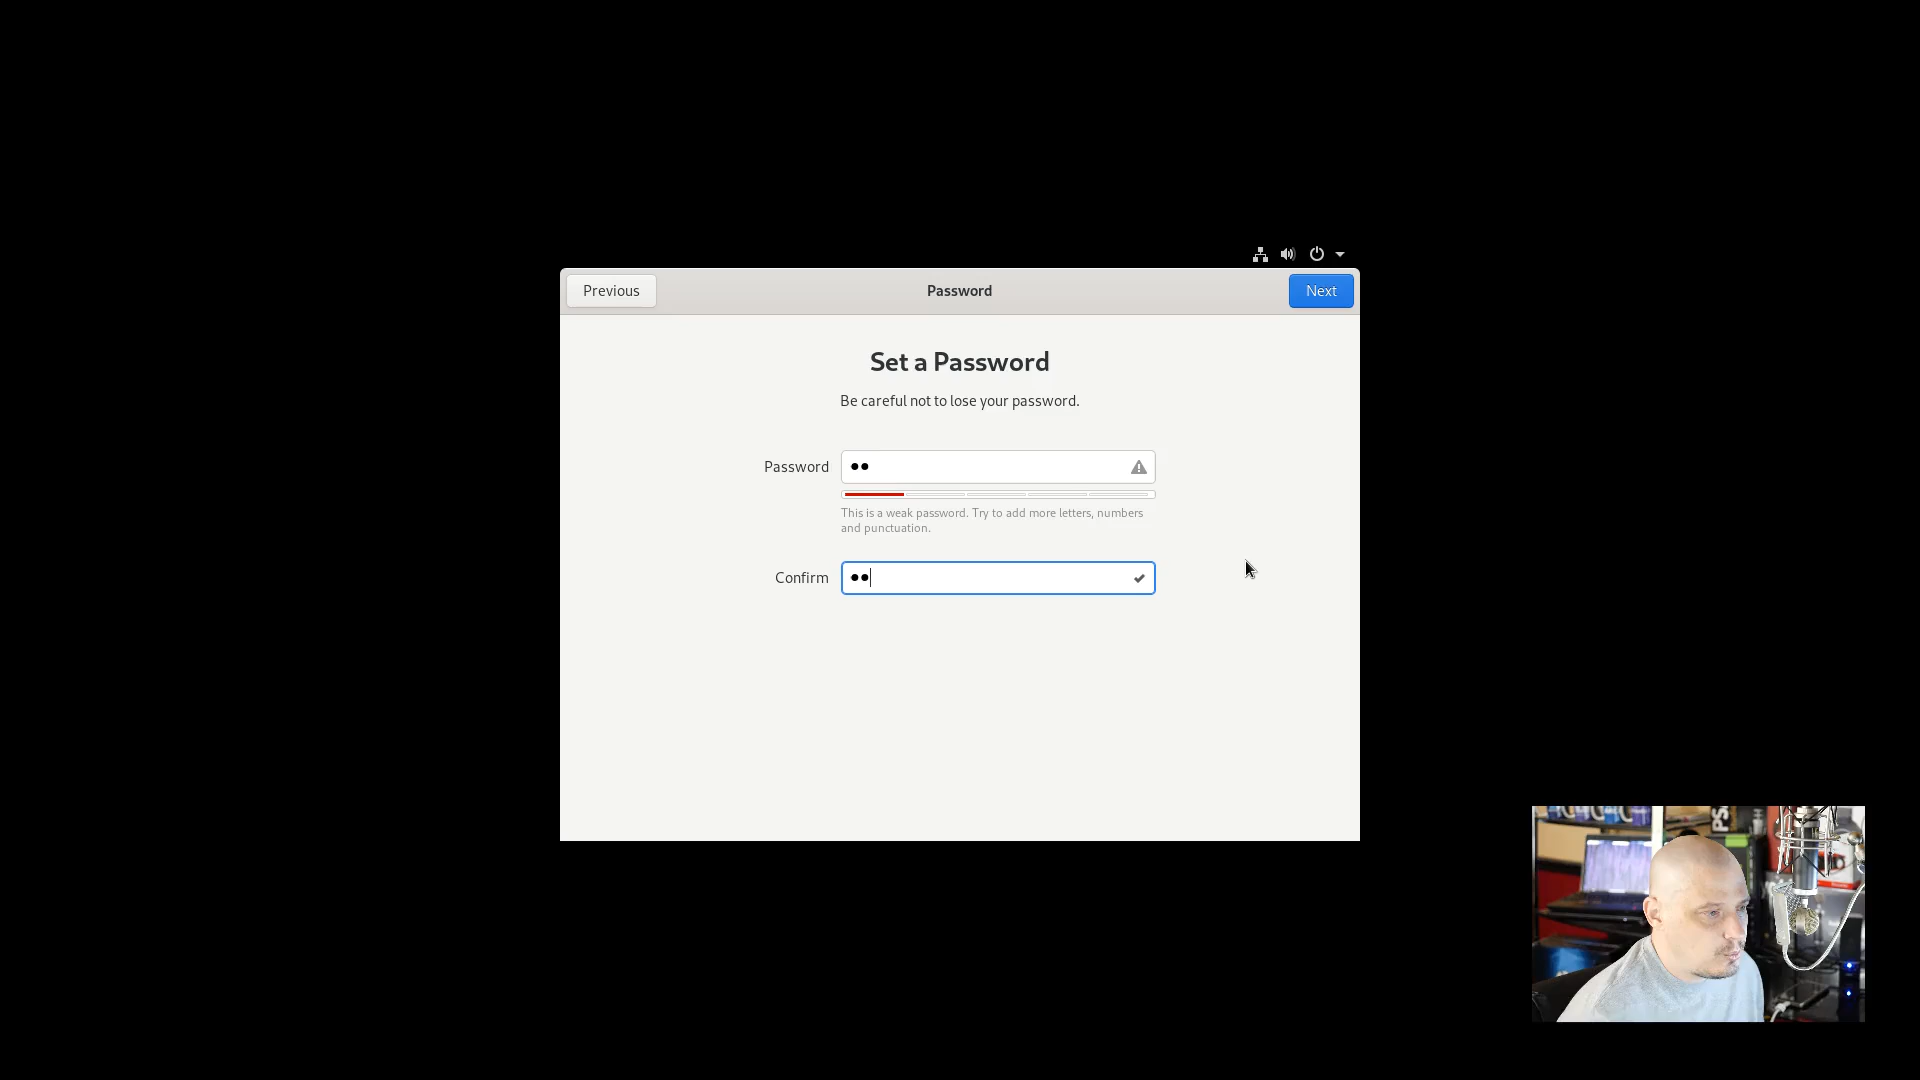 Previous
Password
Next
Set a Password
Be careful not to lose your password.
Password ●●
This is a weak password. Try to add more letters, numbers
and punctuation.
Confirm ●●